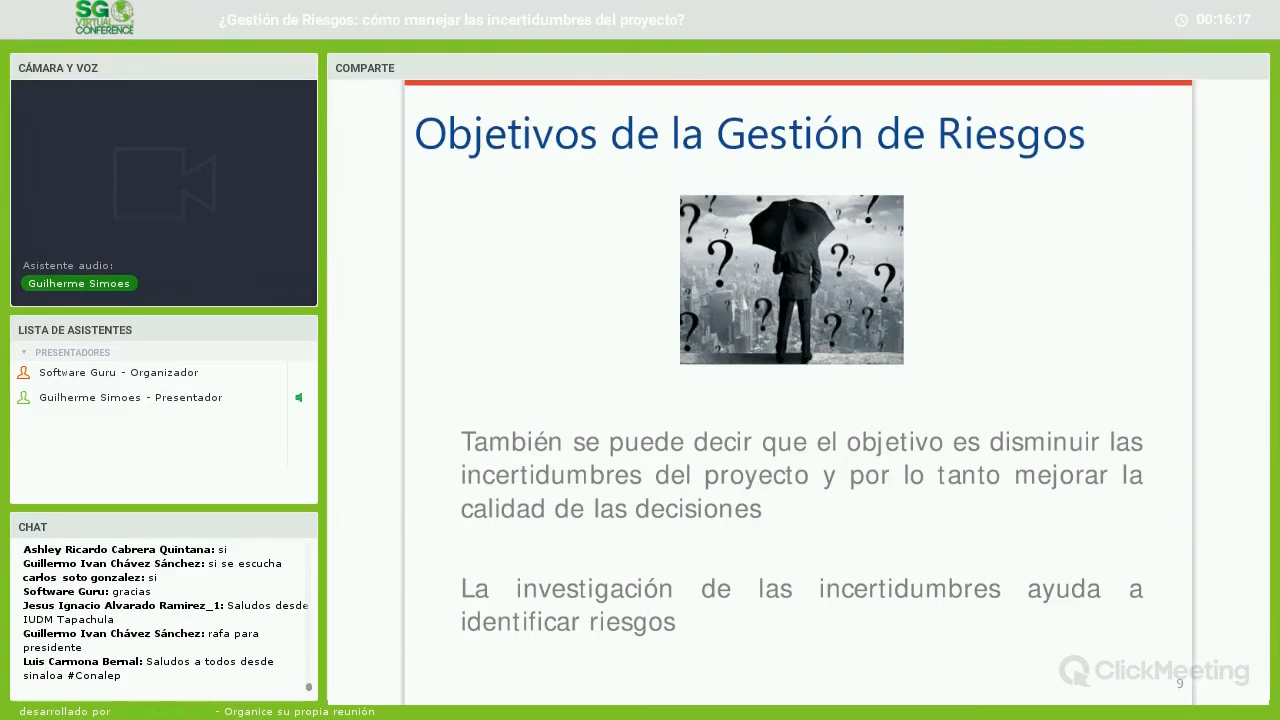 SG
VIRTUAL
CONFERENCE
¿Gestión de Riesgos: cómo manejar las incertidumbres del proyecto?
00:16:17
CÁMARA Y VOZ
Asistente audio:
Guilherme Simoes
LISTA DE ASISTENTES
PRESENTADORES
Software Guru - Organizador
Guilherme Simoes - Presentador
CHAT
Ashley Ricardo Cabrera Quintana: si
Guillermo Ivan Chávez Sánchez: si se escucha
carlos soto gonzalez: si
Software Guru: gracias
Jesus Ignacio Alvarado Ramirez_1: Saludos desde
IUDM Tapachula
Guillermo Ivan Chávez Sánchez: rafa para
presidente
Luis Carmona Bernal: Saludos a todos desde
sinaloa #Conalep
COMPARTE
Objetivos de la Gestión de Riesgos
También se puede decir que el objetivo es disminuir las
incertidumbres del proyecto y por lo tanto mejorar la
calidad de las decisiones
La investigación de las incertidumbres ayuda a
identificar riesgos
ClickMeeting
9
desarrollado por - Organice su propia reunión